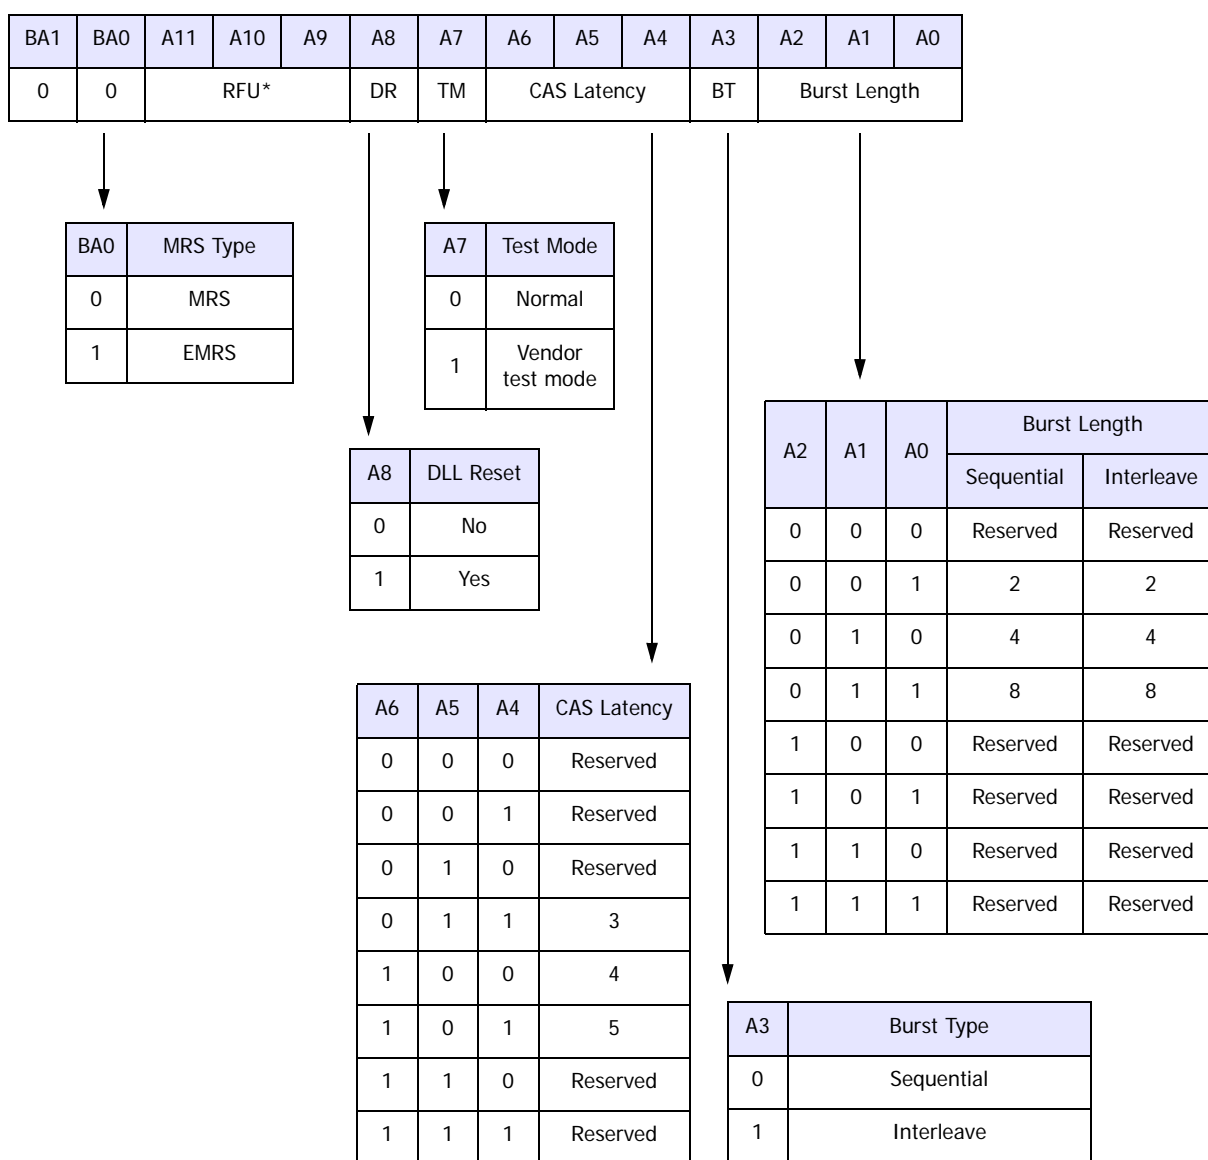 BA1 BA0 A11 A10 A9 A8 A7 A6 A5 A4 A3 A2 A1 A0
0 0 RFU* DR TM CAS Latency BT Burst Length
BA0 MRS Type
0 MRS
1 EMRS
A7 Test Mode
0 Normal
1 Vendor
test mode
A8 DLL Reset
0 No
1 Yes
A2 A1 A0 Burst Length
Sequential Interleave
0 0 0 Reserved Reserved
0 0 1 2 2
0 1 0 4 4
0 1 1 8 8
1 0 0 Reserved Reserved
1 0 1 Reserved Reserved
1 1 0 Reserved Reserved
1 1 1 Reserved Reserved
A6 A5 A4 CAS Latency
0 0 0 Reserved
0 0 1 Reserved
0 1 0 Reserved
0 1 1 3
1 0 0 4
1 0 1 5
1 1 0 Reserved
1 1 1 Reserved
A3 Burst Type
0 Sequential
1 Interleave